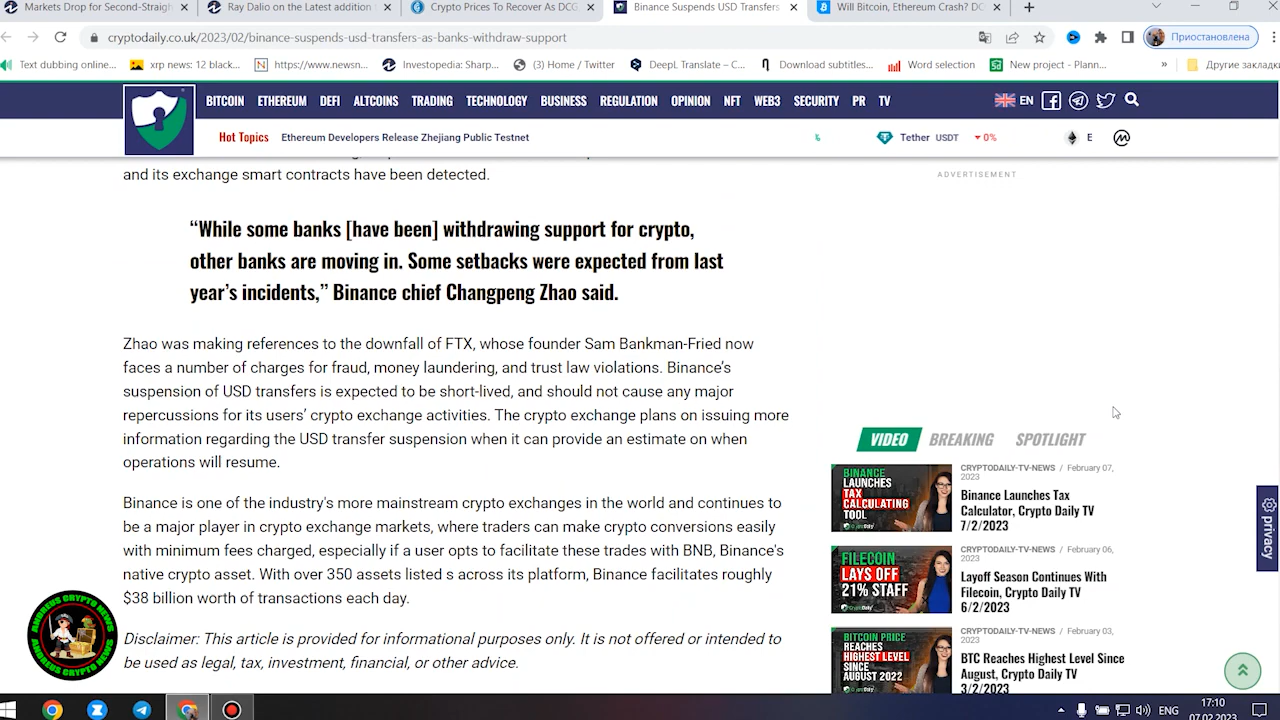 Markets Drop for Second-Straigh
Ray Dalio on the Latest addition
Crypto Prices To Recover As DCG
Binance Suspends USD Transfers
Will Bitcoin, Ethereum Crash? DC
cryptodaily.co.uk/2023/02/binance-suspends-usd-transfers-as-banks-withdraw-support
Приостановлена
Text dubbing online...
xrp news: 12 black...
https://www.newsn...
Investopedia: Sharp...
(3) Home / Twitter
DeepL Translate – C...
Download subtitles...
Word selection
New project - Plann...
»
Другие закладки
BITCOIN ETHEREUM DEFI ALTCOINS TRADING TECHNOLOGY BUSINESS REGULATION OPINION NFT WEB3 SECURITY PR TV
EN
Hot Topics
Ethereum Developers Release Zhejiang Public Testnet
Tether USDT 0%
E
and its exchange smart contracts have been detected.
ADVERTISEMENT
“While some banks [have been] withdrawing support for crypto,
other banks are moving in. Some setbacks were expected from last
year’s incidents,” Binance chief Changpeng Zhao said.
Zhao was making references to the downfall of FTX, whose founder Sam Bankman-Fried now
faces a number of charges for fraud, money laundering, and trust law violations. Binance’s
suspension of USD transfers is expected to be short-lived, and should not cause any major
repercussions for its users’ crypto exchange activities. The crypto exchange plans on issuing more
information regarding the USD transfer suspension when it can provide an estimate on when
operations will resume.
Binance is one of the industry's more mainstream crypto exchanges in the world and continues to
be a major player in crypto exchange markets, where traders can make crypto conversions easily
with minimum fees charged, especially if a user opts to facilitate these trades with BNB, Binance's
native crypto asset. With over 350 assets listed s across its platform, Binance facilitates roughly
$38 billion worth of transactions each day.
Disclaimer: This article is provided for informational purposes only. It is not offered or intended to
be used as legal, tax, investment, financial, or other advice.
VIDEO BREAKING SPOTLIGHT
BINANCE
LAUNCHES
TAX
CALCULATING
TOOL
CRYPTODAILY-TV-NEWS / February 07,
2023
Binance Launches Tax
Calculator, Crypto Daily TV
7/2/2023
FILECOIN
LAYS OFF
21% STAFF
CRYPTODAILY-TV-NEWS / February 06,
2023
Layoff Season Continues With
Filecoin, Crypto Daily TV
6/2/2023
BITCOIN PRICE
REACHES
HIGHEST LEVEL
SINCE
AUGUST 2022
CRYPTODAILY-TV-NEWS / February 03,
2023
BTC Reaches Highest Level Since
August, Crypto Daily TV
3/2/2023
privacy
ANDREUS CRYPTO NEWS
ANDREUS CRYPTO NEWS
ENG
17:10
07.02.2023